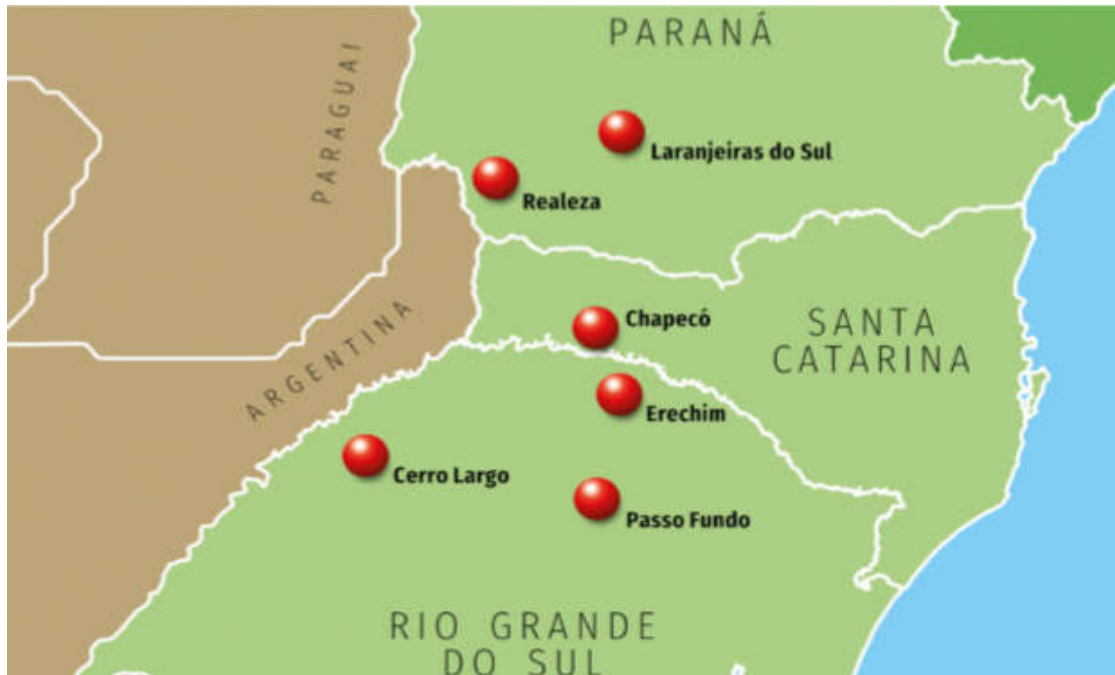 PARANÁ
PARAGUAI
Laranjeiras do Sul
Realeza
Chapecó
SANTA
CATARINA
ARGENTINA
Erechim
Cerro Largo
Passo Fundo
RIO GRANDE
DO SUL